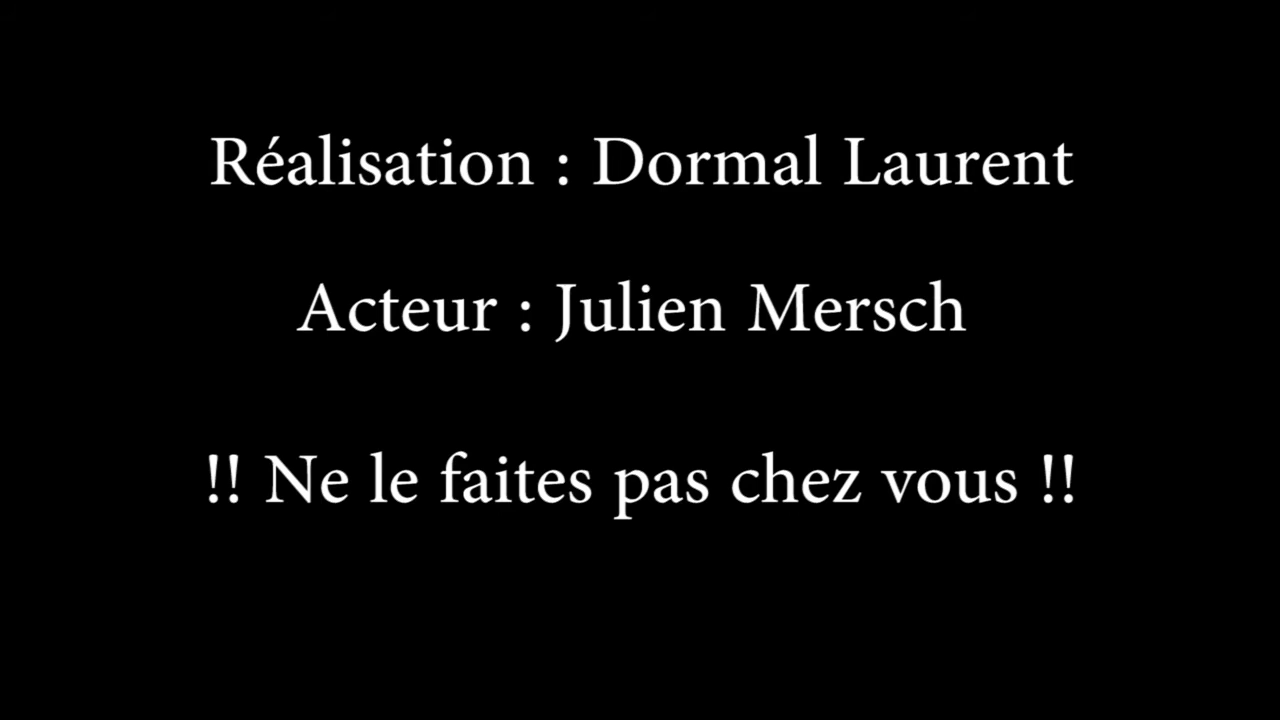 Réalisation : Dormal Laurent
Acteur : Julien Mersch
!! Ne le faites pas chez vous !!